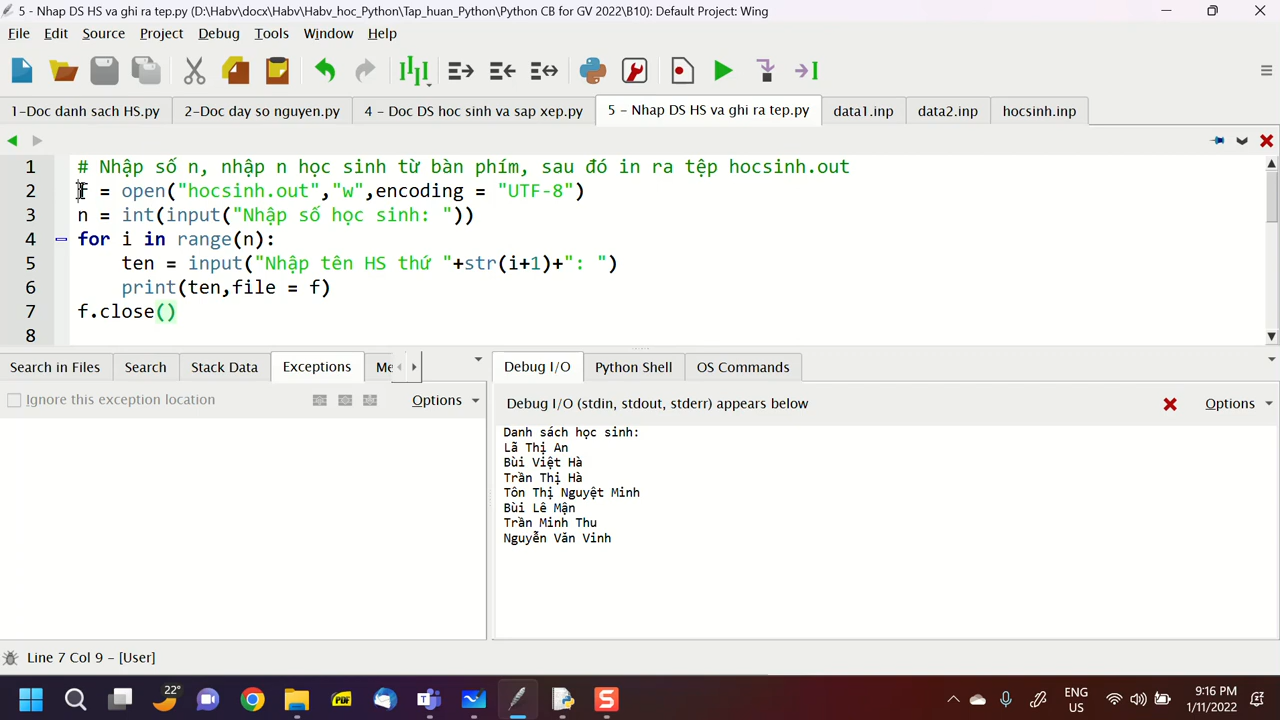 5 - Nhap DS HS va ghi ra tep.py (D:\Habv\docx\Habv\Habv_hoc_Python\Tap_huan_Python\Python CB for GV 2022\B10): Default Project: Wing
File Edit Source Project Debug Tools Window Help
1-Doc danh sach HS.py 2-Doc day so nguyen.py 4 - Doc DS hoc sinh va sap xep.py 5 - Nhap DS HS va ghi ra tep.py data1.inp data2.inp hocsinh.inp
1 # Nhập số n, nhập n học sinh từ bàn phím, sau đó in ra tệp hocsinh.out
2 f = open("hocsinh.out","w",encoding = "UTF-8")
3 n = int(input("Nhập số học sinh: "))
4 for i in range(n):
5 ten = input("Nhập tên HS thứ "+str(i+1)+": ")
6 print(ten,file = f)
7 f.close()
8
Search in Files Search Stack Data Exceptions Me Debug I/O Python Shell OS Commands
Ignore this exception location Options
Debug I/O (stdin, stdout, stderr) appears below Options
Danh sách học sinh:
Lã Thị An
Bùi Việt Hà
Trần Thị Hà
Tôn Thị Nguyệt Minh
Bùi Lê Mận
Trần Minh Thu
Nguyễn Văn Vinh
Line 7 Col 9 - [User]
22°
PDF
S
ENG
US
9:16 PM
1/11/2022